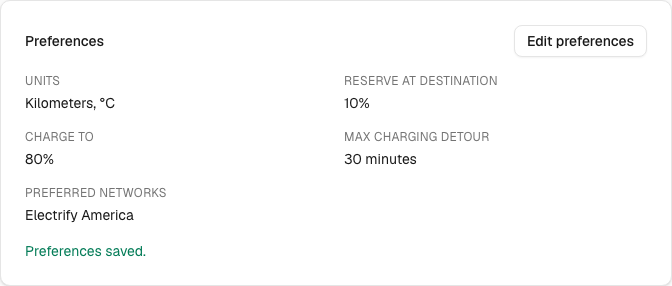 Preferences
Edit preferences
UNITS
Kilometers, °C
RESERVE AT DESTINATION
10%
CHARGE TO
80%
MAX CHARGING DETOUR
30 minutes
PREFERRED NETWORKS
Electrify America
Preferences saved.